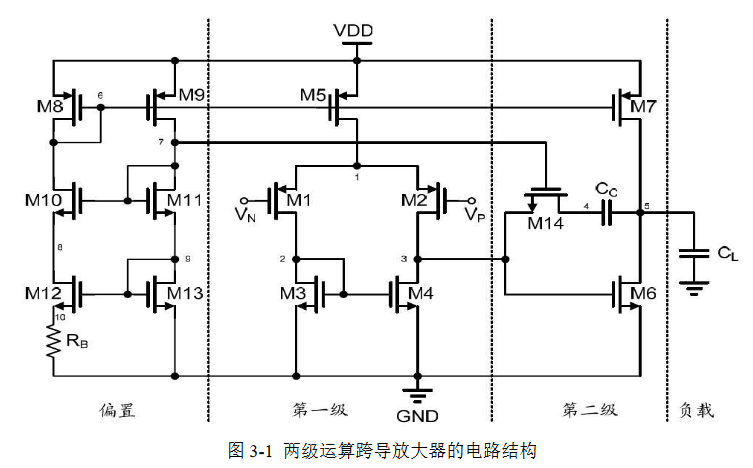 VDD
M8 6 M9 M5 M7
7
1
M10 M11 M1 M2 C_C
V_N V_P 4 5
M14
8 9 2 3 C_L
M12 M13 M3 M4 M6
10
R_B
GND
偏置 第一级 第二级 负载
图 3-1 两级运算跨导放大器的电路结构